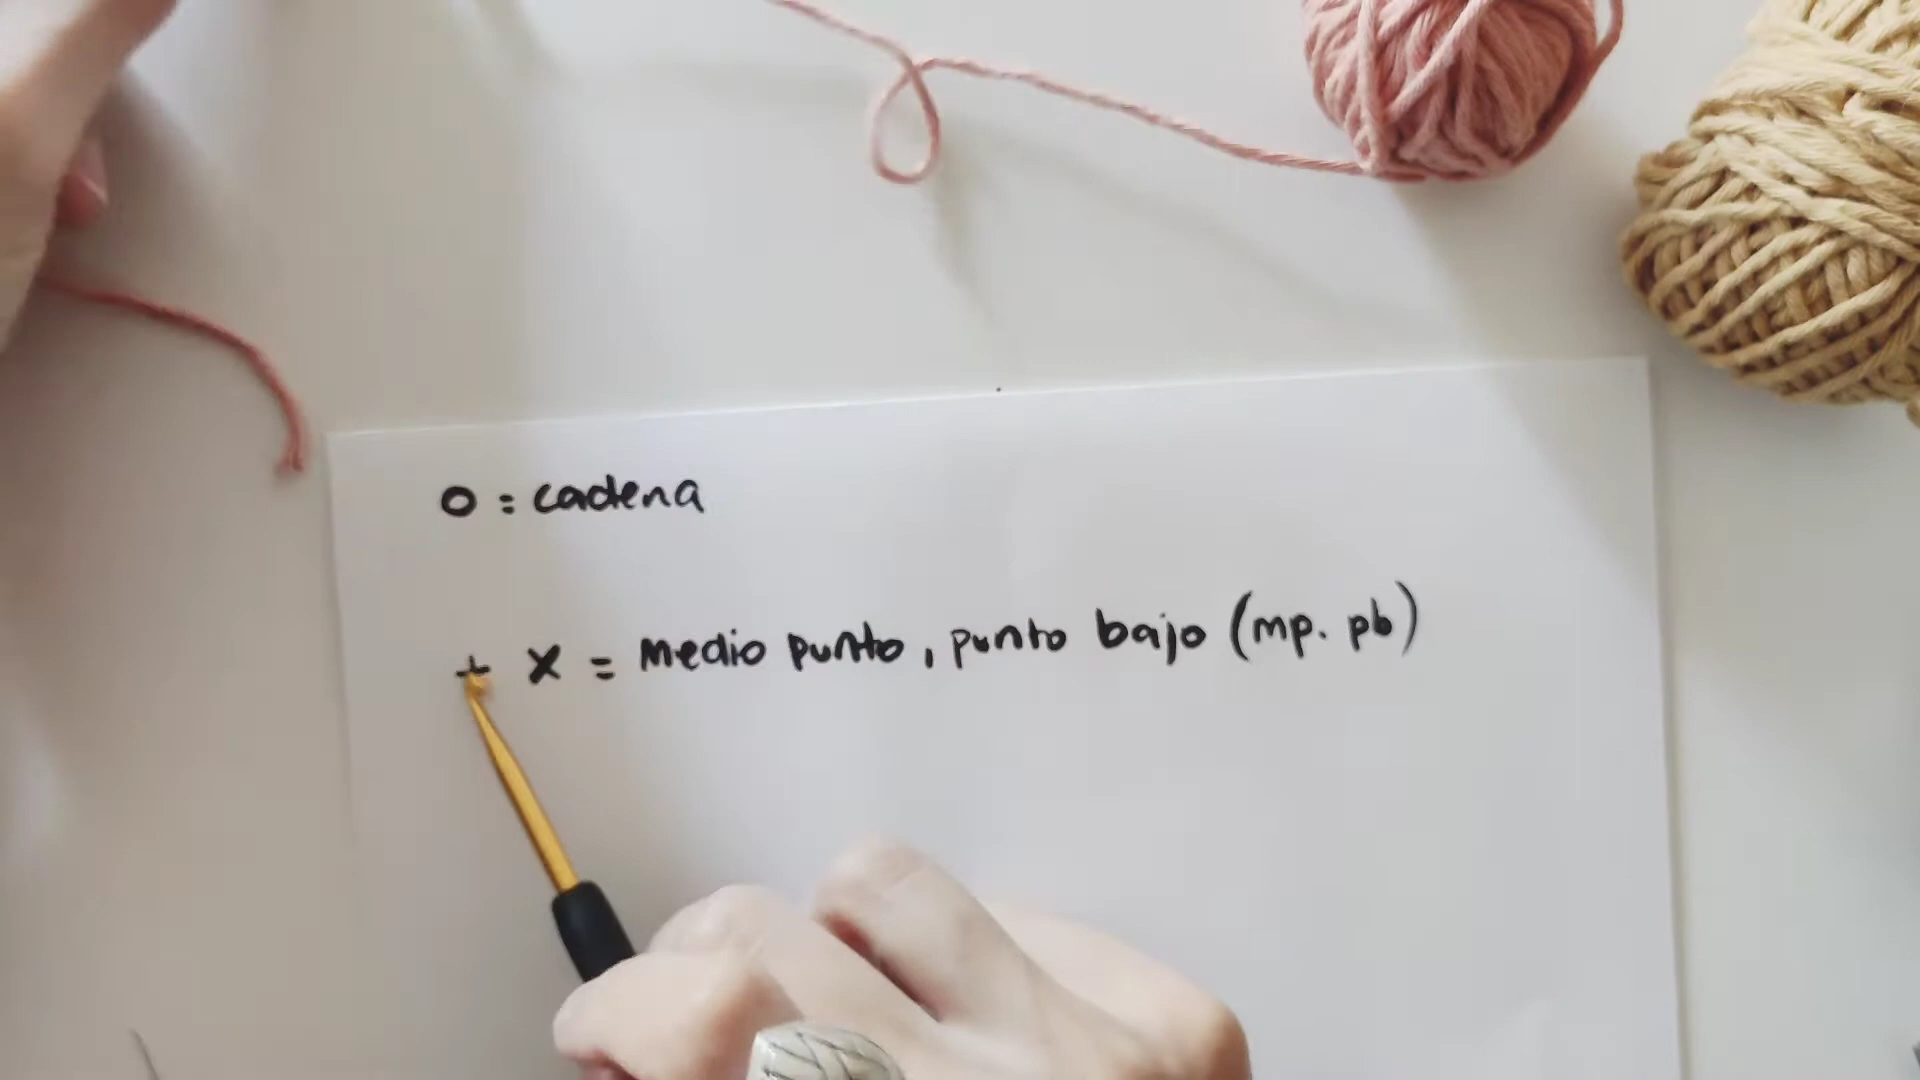 o = cadena
+ x = medio punto, punto bajo (mp. pb)